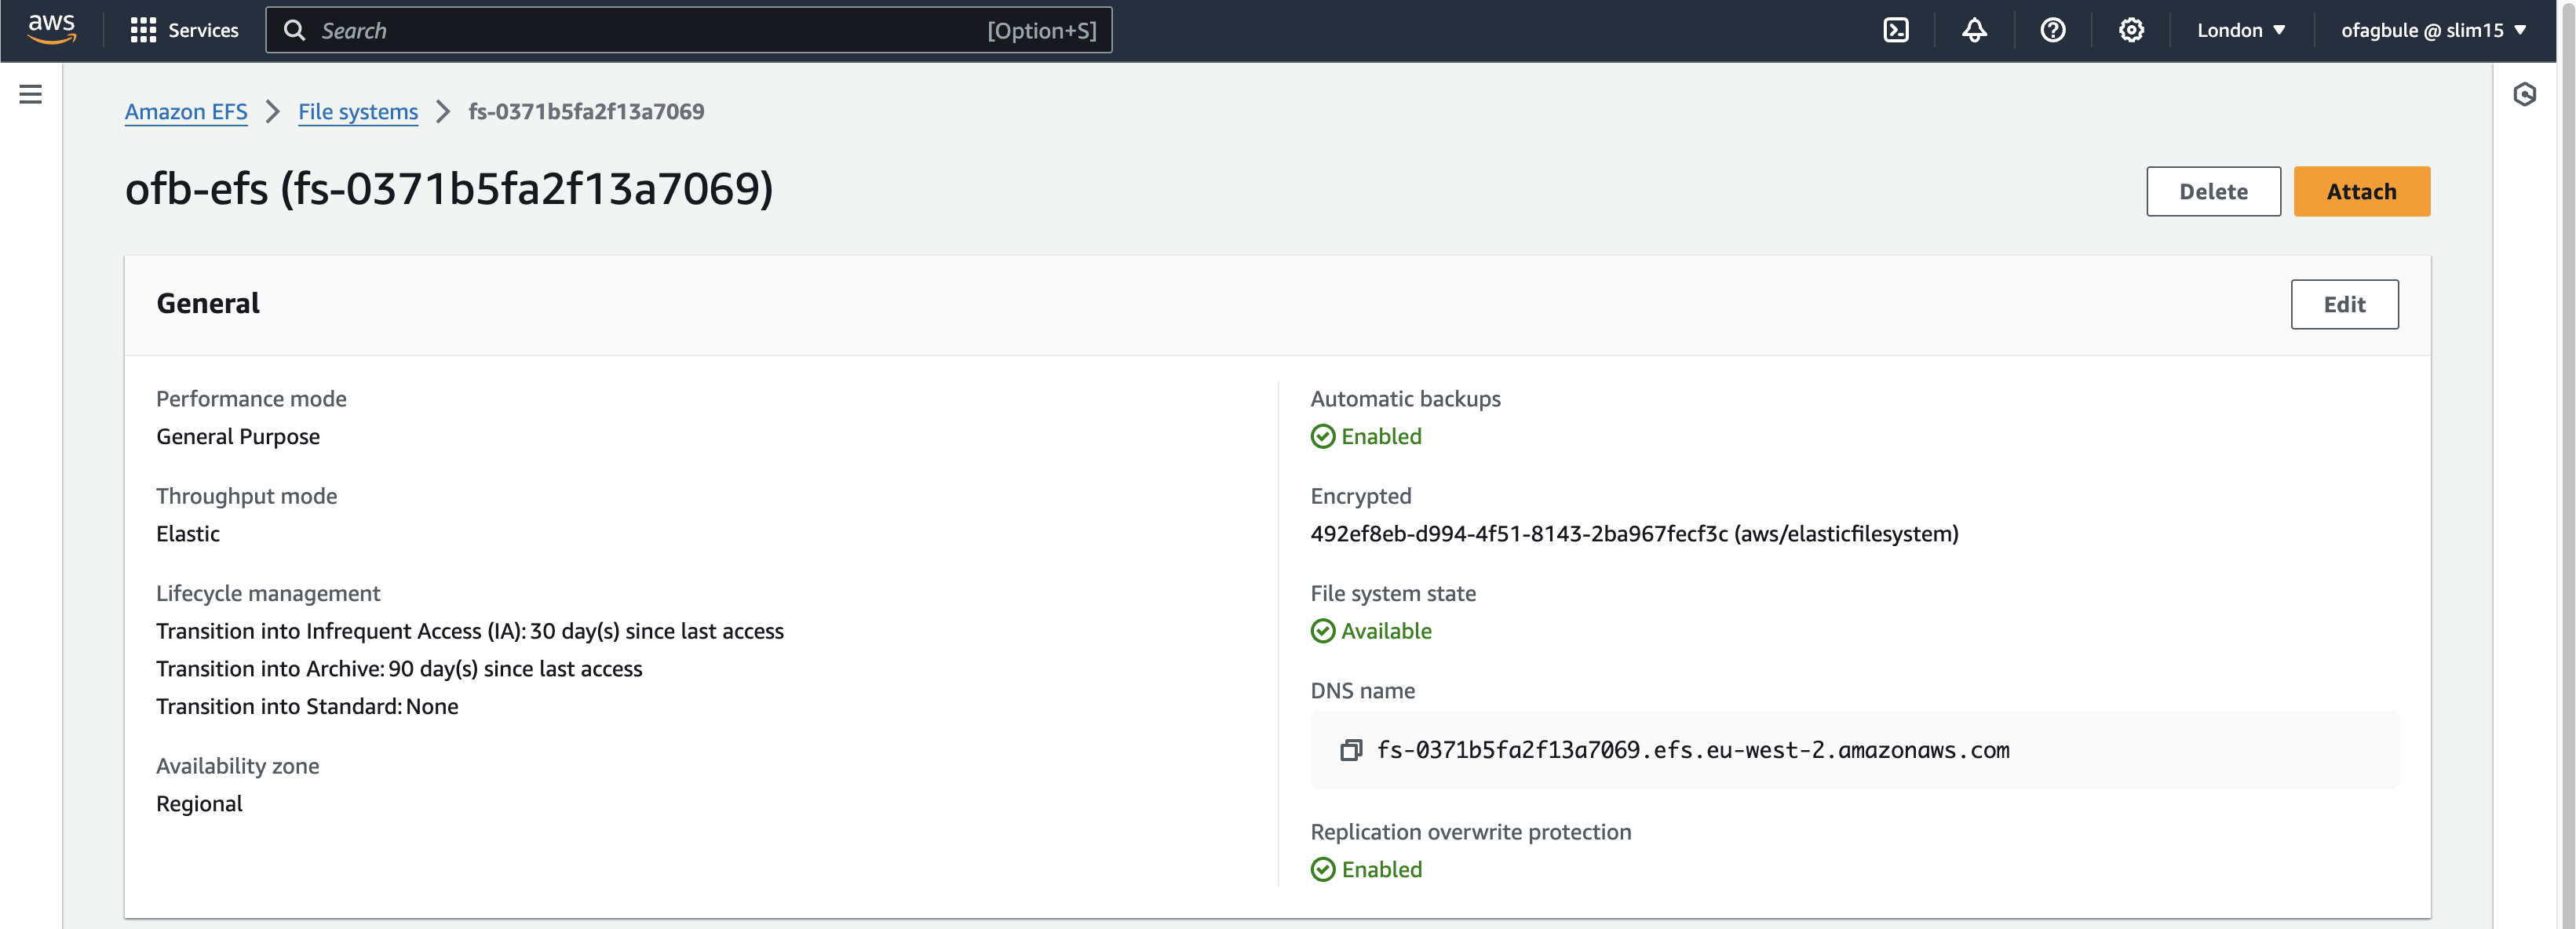 aws
Services
Search
[Option+S]
London
ofagbule @ slim15
Amazon EFS
File systems
fs-0371b5fa2f13a7069
ofb-efs (fs-0371b5fa2f13a7069)
Delete
Attach
General
Edit
Performance mode
General Purpose
Throughput mode
Elastic
Lifecycle management
Transition into Infrequent Access (IA): 30 day(s) since last access
Transition into Archive: 90 day(s) since last access
Transition into Standard: None
Availability zone
Regional
Automatic backups
Enabled
Encrypted
492ef8eb-d994-4f51-8143-2ba967fecf3c (aws/elasticfilesystem)
File system state
Available
DNS name
fs-0371b5fa2f13a7069.efs.eu-west-2.amazonaws.com
Replication overwrite protection
Enabled